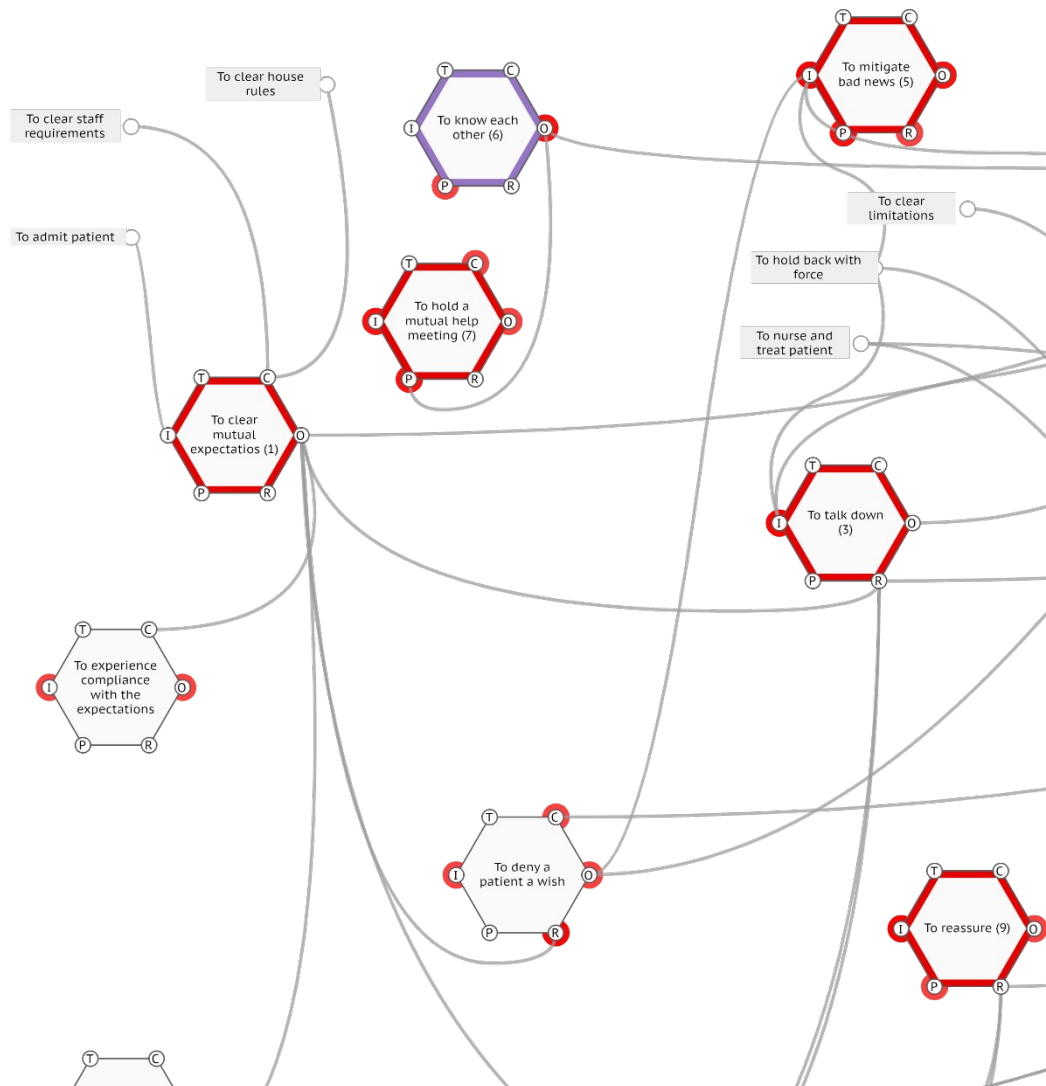 T
C
To mitigate
bad news (5)
I
O
P
R
To clear house
rules
T
C
To know each
other (6)
I
O
P
R
To clear staff
requirements
To clear
limitations
To admit patient
To hold back with
force
T
C
To hold a
mutual help
meeting (7)
I
O
P
R
To nurse and
treat patient
T
C
To clear
mutual
expectatios (1)
I
O
P
R
T
C
To talk down
(3)
I
O
P
R
T
C
To experience
compliance
with the
expectations
I
O
P
R
T
C
To deny a
patient a wish
I
O
P
R
T
C
To reassure (9)
I
O
P
R
T
C